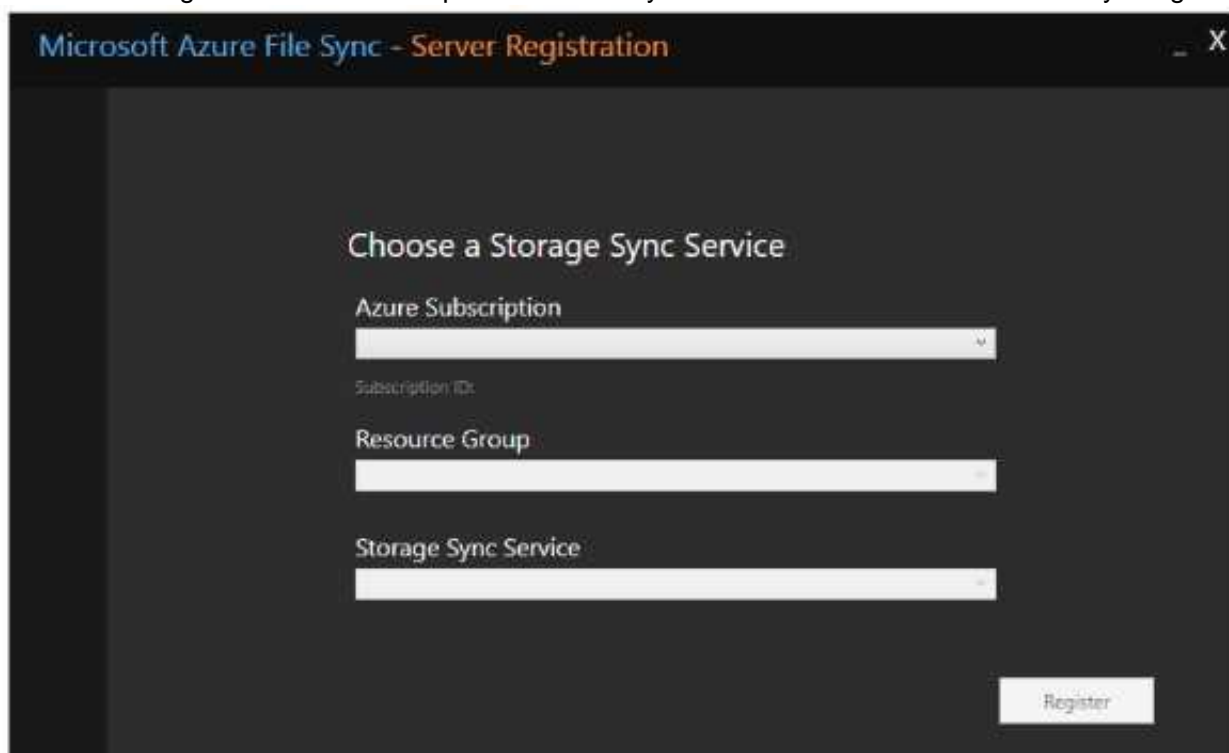 Microsoft Azure File Sync - Server Registration
_ X
Choose a Storage Sync Service
Azure Subscription
Subscription ID:
Resource Group
Storage Sync Service
Register